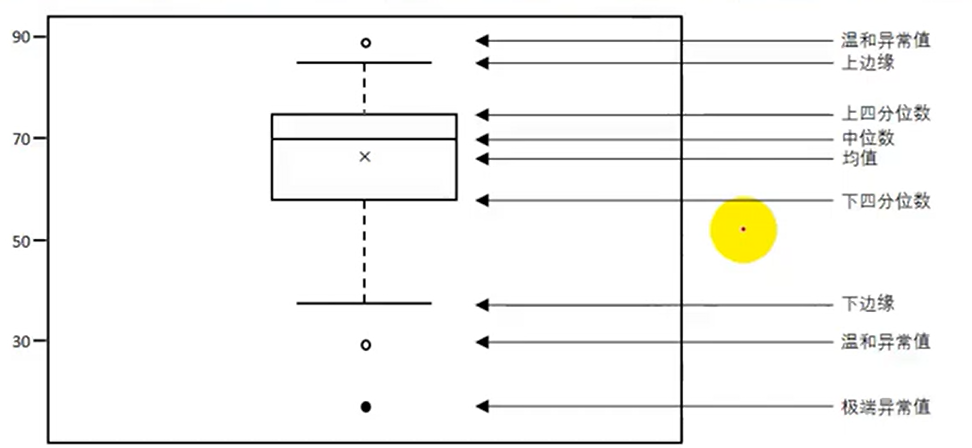 90
温和异常值
上边缘
上四分位数
70
中位数
均值
下四分位数
50
下边缘
30
温和异常值
极端异常值